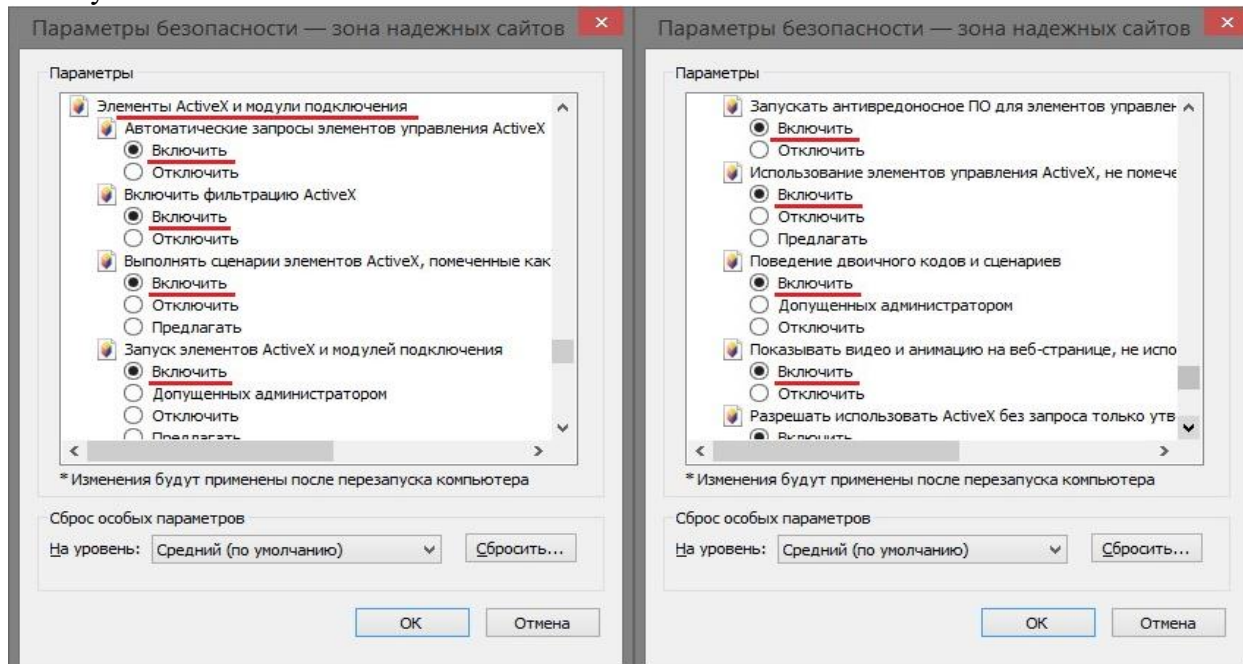 Параметры безопасности — зона надежных сайтов
Параметры
Элементы ActiveX и модули подключения
Автоматические запросы элементов управления ActiveX
Включить
Отключить
Включить фильтрацию ActiveX
Включить
Отключить
Выполнять сценарии элементов ActiveX, помеченные как
Включить
Отключить
Предлагать
Запуск элементов ActiveX и модулей подключения
Включить
Допущенных администратором
Отключить
Предлагать
* Изменения будут применены после перезапуска компьютера
Сброс особых параметров
На уровень: Средний (по умолчанию) Сбросить...
ОК Отмена
Параметры безопасности — зона надежных сайтов
Параметры
Запускать антивредоносное ПО для элементов управлен
Включить
Отключить
Использование элементов управления ActiveX, не помече
Включить
Отключить
Предлагать
Поведение двоичного кодов и сценариев
Включить
Допущенных администратором
Отключить
Показывать видео и анимацию на веб-странице, не испо
Включить
Отключить
Разрешать использовать ActiveX без запроса только утв
Включить
* Изменения будут применены после перезапуска компьютера
Сброс особых параметров
На уровень: Средний (по умолчанию) Сбросить...
ОК Отмена